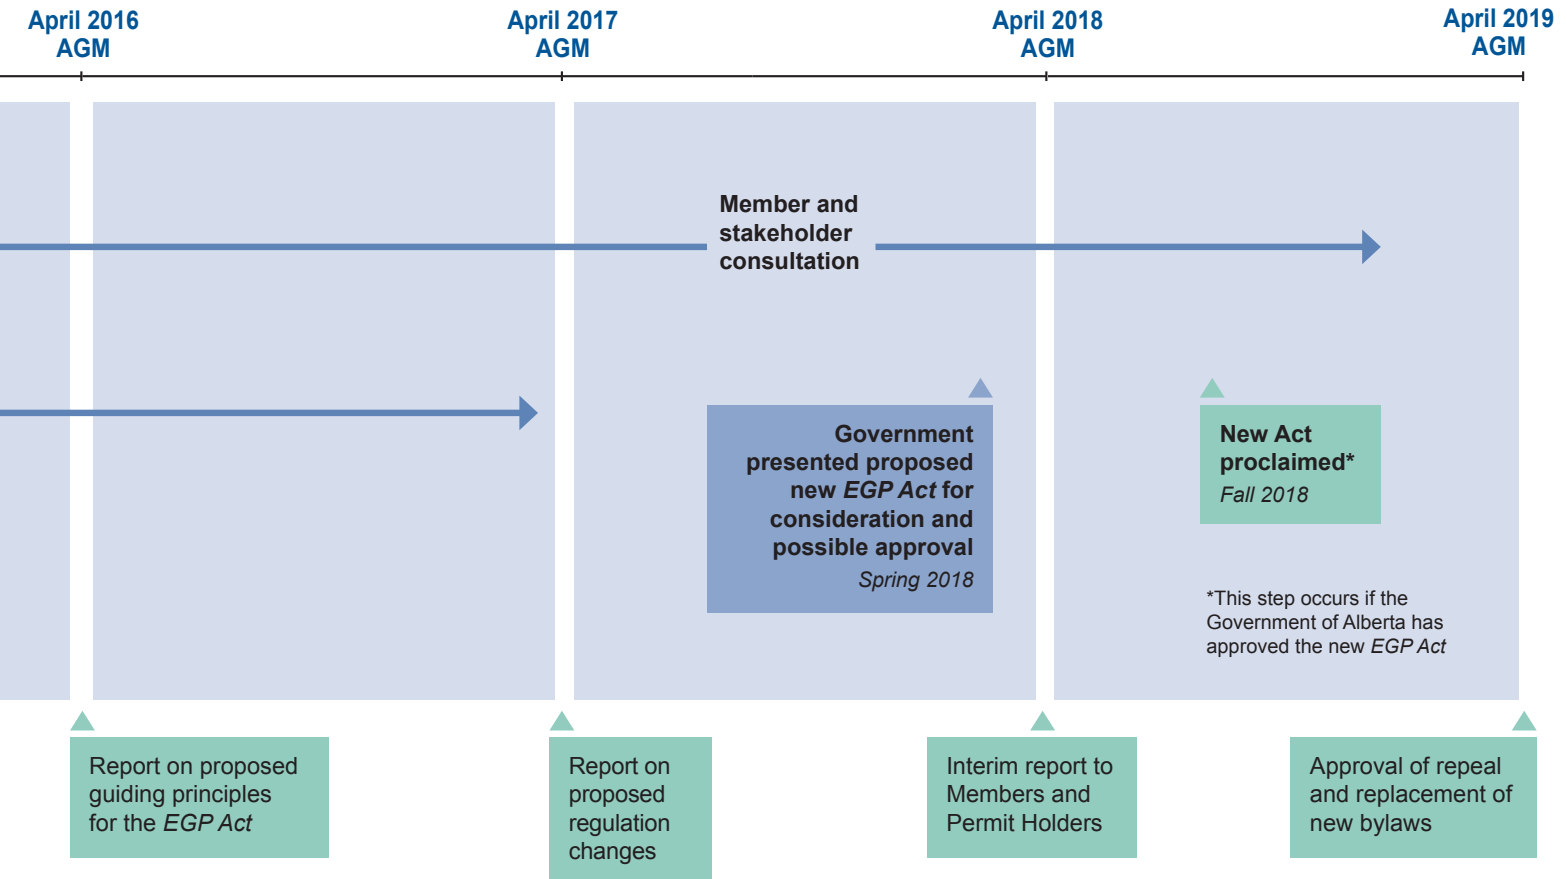 April 2016
AGM
April 2017
AGM
April 2018
AGM
April 2019
AGM
Member and
stakeholder
consultation
Government
presented proposed
new EGP Act for
consideration and
possible approval
Spring 2018
New Act
proclaimed*
Fall 2018
*This step occurs if the
Government of Alberta has
approved the new EGP Act
Report on proposed
guiding principles
for the EGP Act
Report on
proposed
regulation
changes
Interim report to
Members and
Permit Holders
Approval of repeal
and replacement of
new bylaws